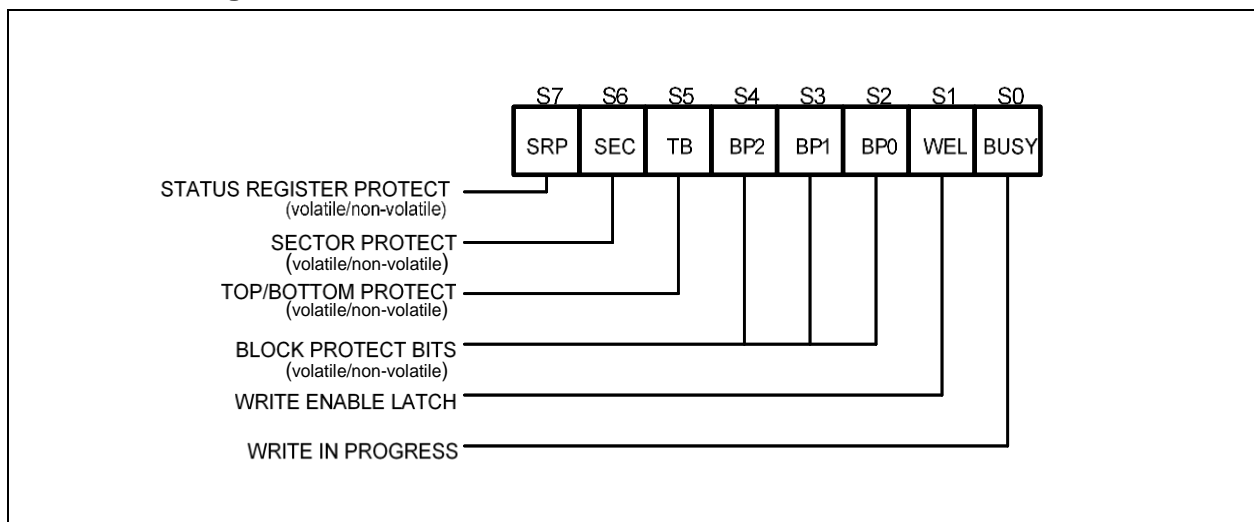 S7 S6 S5 S4 S3 S2 S1 S0
SRP SEC TB BP2 BP1 BP0 WEL BUSY
STATUS REGISTER PROTECT
(volatile/non-volatile)
SECTOR PROTECT
(volatile/non-volatile)
TOP/BOTTOM PROTECT
(volatile/non-volatile)
BLOCK PROTECT BITS
(volatile/non-volatile)
WRITE ENABLE LATCH
WRITE IN PROGRESS